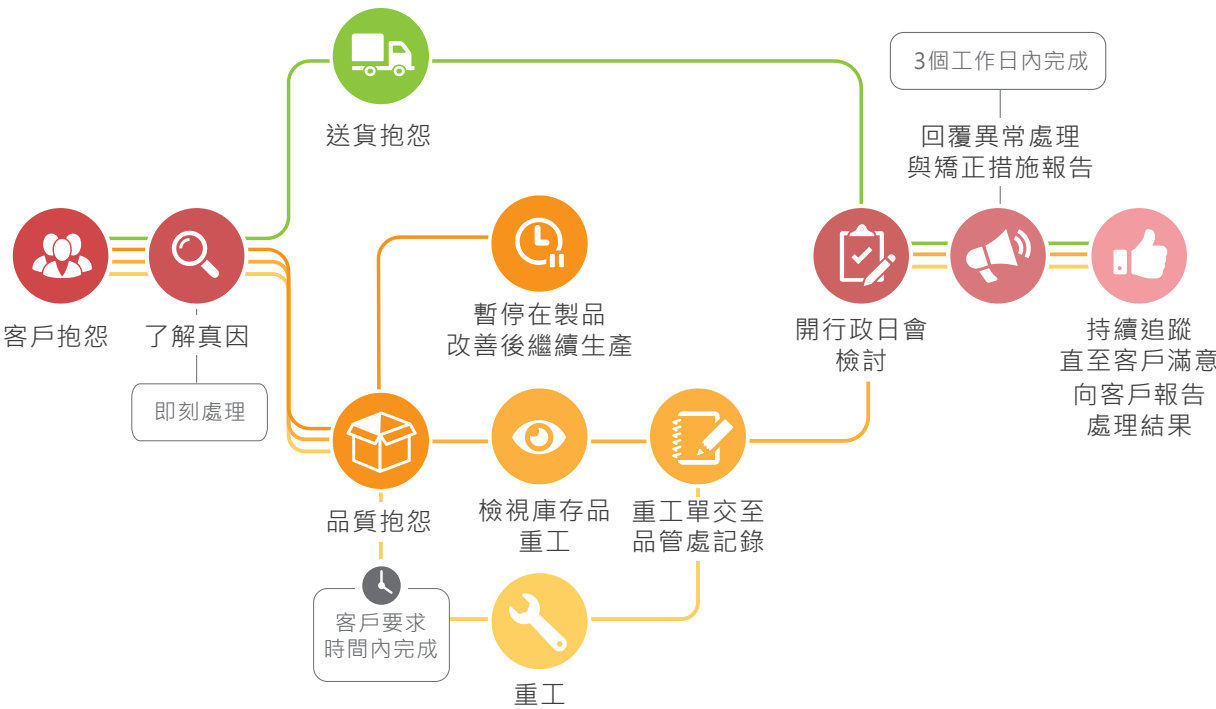 3個工作日內完成
送貨抱怨
回覆異常處理
與矯正措施報告
客戶抱怨
了解真因
即刻處理
暫停在製品
改善後繼續生產
開行政日會
檢討
持續追蹤
直至客戶滿意
向客戶報告
處理結果
品質抱怨
檢視庫存品
重工
重工單交至
品管處記錄
客戶要求
時間內完成
重工